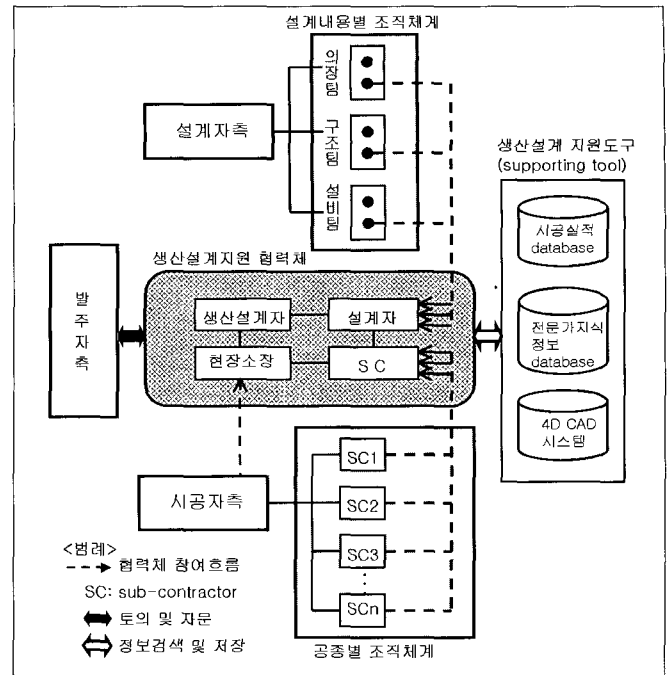 설계내용별 조직체계
의장팀
설계자측
구조팀
설비팀
생산설계 지원도구
(supporting tool)
시공실적
database
전문가지식
정보
database
4D CAD
시스템
생산설계지원 협력체
발주자측
생산설계자
설계자
현장소장
SC
시공자측
SC1
SC2
SC3
SCn
공종별 조직체계
<범례>
협력체 참여흐름
SC: sub-contractor
토의 및 자문
정보검색 및 저장